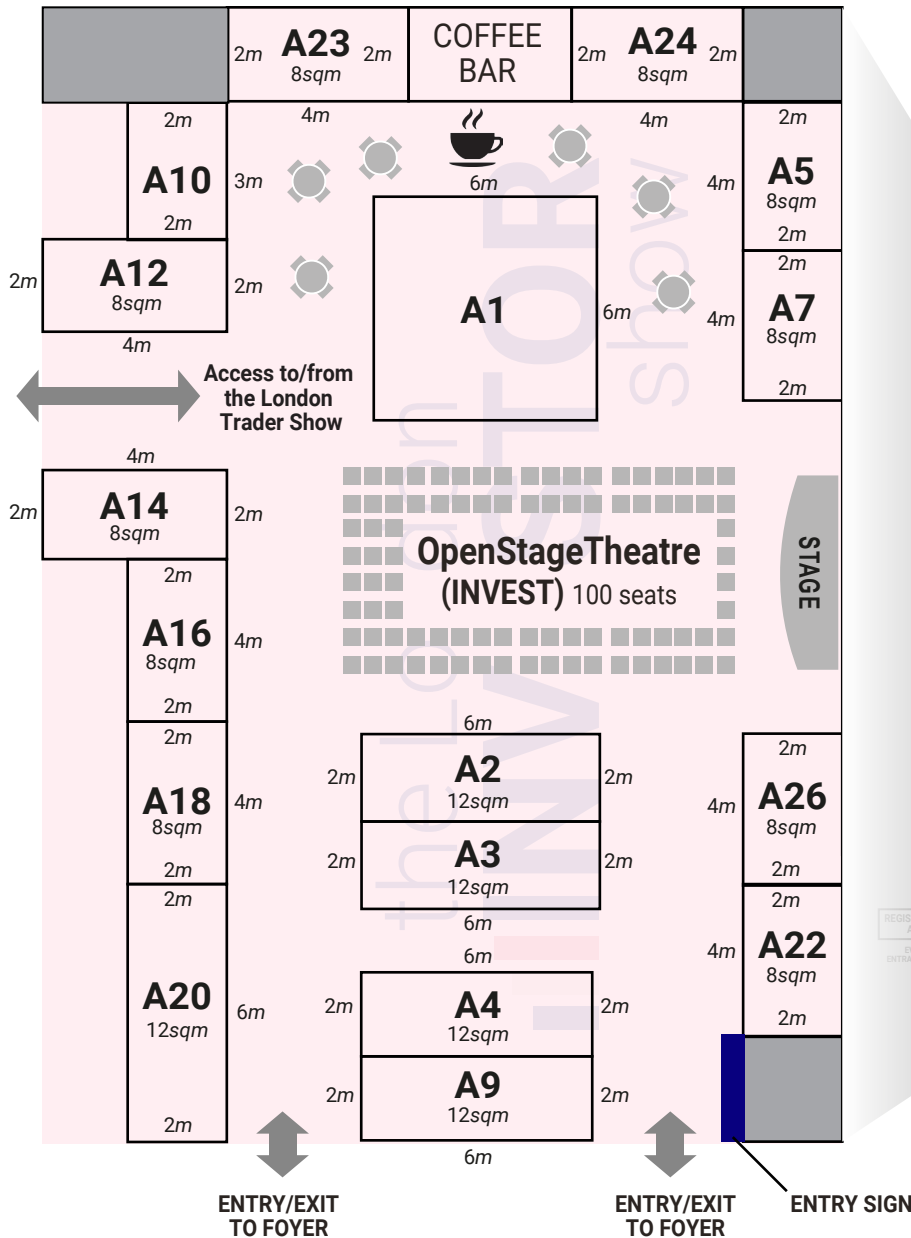 2m A23 2m
8sqm
4m
COFFEE
BAR
2m A24 2m
8sqm
4m
2m
A10
3m
2m
6m
2m
A5
4m
8sqm
2m
2m
A12
8sqm
2m
4m
A1
6m
2m
A7
4m
8sqm
2m
Access to/from
the London
Trader Show
4m
2m
A14
8sqm
2m
OpenStageTheatre
(INVEST) 100 seats
STAGE
2m
A16
8sqm
4m
2m
2m
A18
8sqm
4m
2m
6m
2m
A2
12sqm
2m
2m
A3
12sqm
2m
6m
2m
A26
4m
8sqm
2m
2m
A22
4m
8sqm
2m
2m
A20
12sqm
6m
2m
6m
2m
A4
12sqm
2m
2m
A9
12sqm
2m
6m
ENTRY/EXIT
TO FOYER
ENTRY/EXIT
TO FOYER
ENTRY SIGN
show